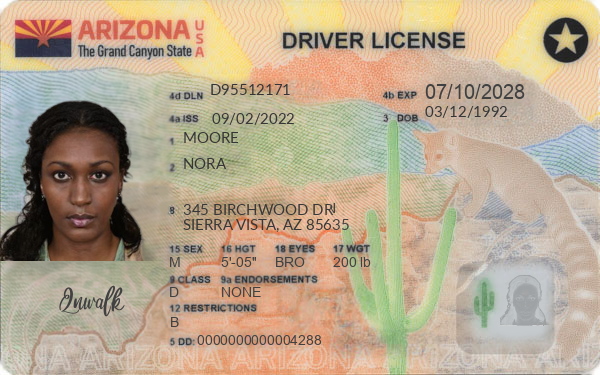 ARIZONA USA
The Grand Canyon State
DRIVER LICENSE
4d DLN D95512171
4b EXP 07/10/2028
4a ISS 09/02/2022
3 DOB 03/12/1992
1 MOORE
2 NORA
8 345 BIRCHWOOD DR
SIERRA VISTA, AZ 85635
15 SEX 16 HGT 18 EYES 17 WGT
M 5'-05" BRO 200 lb
9 CLASS 9a ENDORSEMENTS
D NONE
12 RESTRICTIONS
B
5 DD: 0000000000004288
ARIZONA ARIZONA ARIZONA ARIZONA